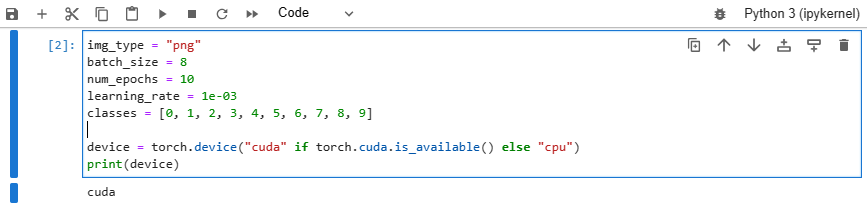 Code
Python 3 (ipykernel)
[2]:
img_type = "png"
batch_size = 8
num_epochs = 10
learning_rate = 1e-03
classes = [0, 1, 2, 3, 4, 5, 6, 7, 8, 9]
device = torch.device("cuda" if torch.cuda.is_available() else "cpu")
print(device)
cuda